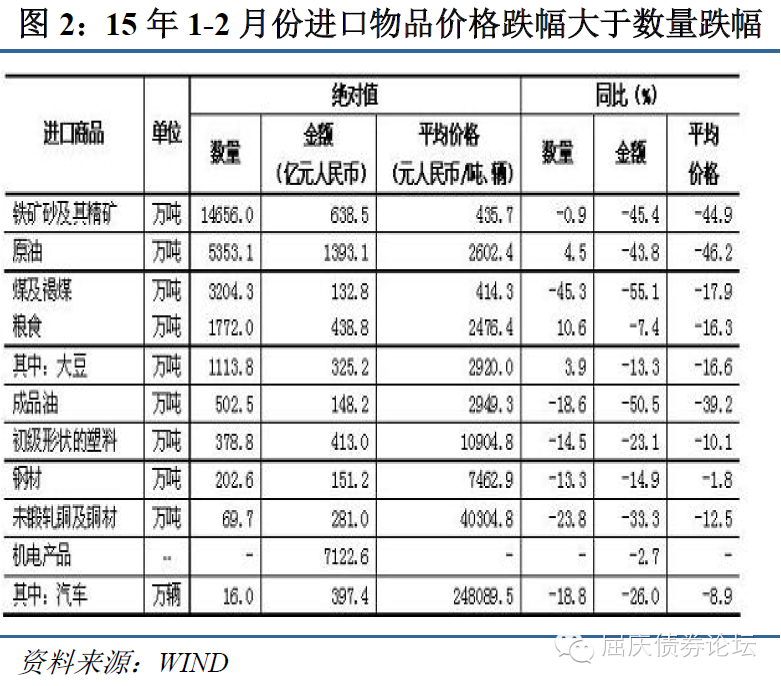 图 2：15 年 1-2 月份进口物品价格跌幅大于数量跌幅
进口商品 单位 绝对值 同比（%）
数量 金额（亿元人民币） 平均价格（元人民币/吨、辆） 数量 金额 平均价格
铁矿砂及其精矿 万吨 14656.0 638.5 435.7 -0.9 -45.4 -44.9
原油 万吨 5353.1 1393.1 2602.4 4.5 -43.8 -46.2
煤及褐煤 万吨 3204.3 132.8 414.3 -45.3 -55.1 -17.9
粮食 万吨 1772.0 438.8 2476.4 10.6 -7.4 -16.3
其中：大豆 万吨 1113.8 325.2 2920.0 3.9 -13.3 -16.6
成品油 万吨 502.5 148.2 2949.3 -18.6 -50.5 -39.2
初级形状的塑料 万吨 378.8 413.0 10904.8 -14.5 -23.1 -10.1
钢材 万吨 202.6 151.2 7462.9 -13.3 -14.9 -1.8
未锻轧铜及铜材 万吨 69.7 281.0 40304.8 -23.8 -33.3 -12.5
机电产品 -- - 7122.6 - - -2.7 -
其中：汽车 万辆 16.0 397.4 248089.5 -18.8 -26.0 -8.9
资料来源：WIND
屈庆债券论坛